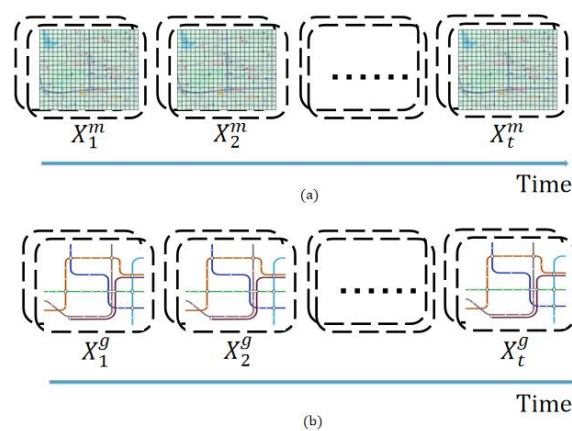 X_1^m X_2^m ...... X_t^m
Time
(a)
X_1^g X_2^g ...... X_t^g
Time
(b)